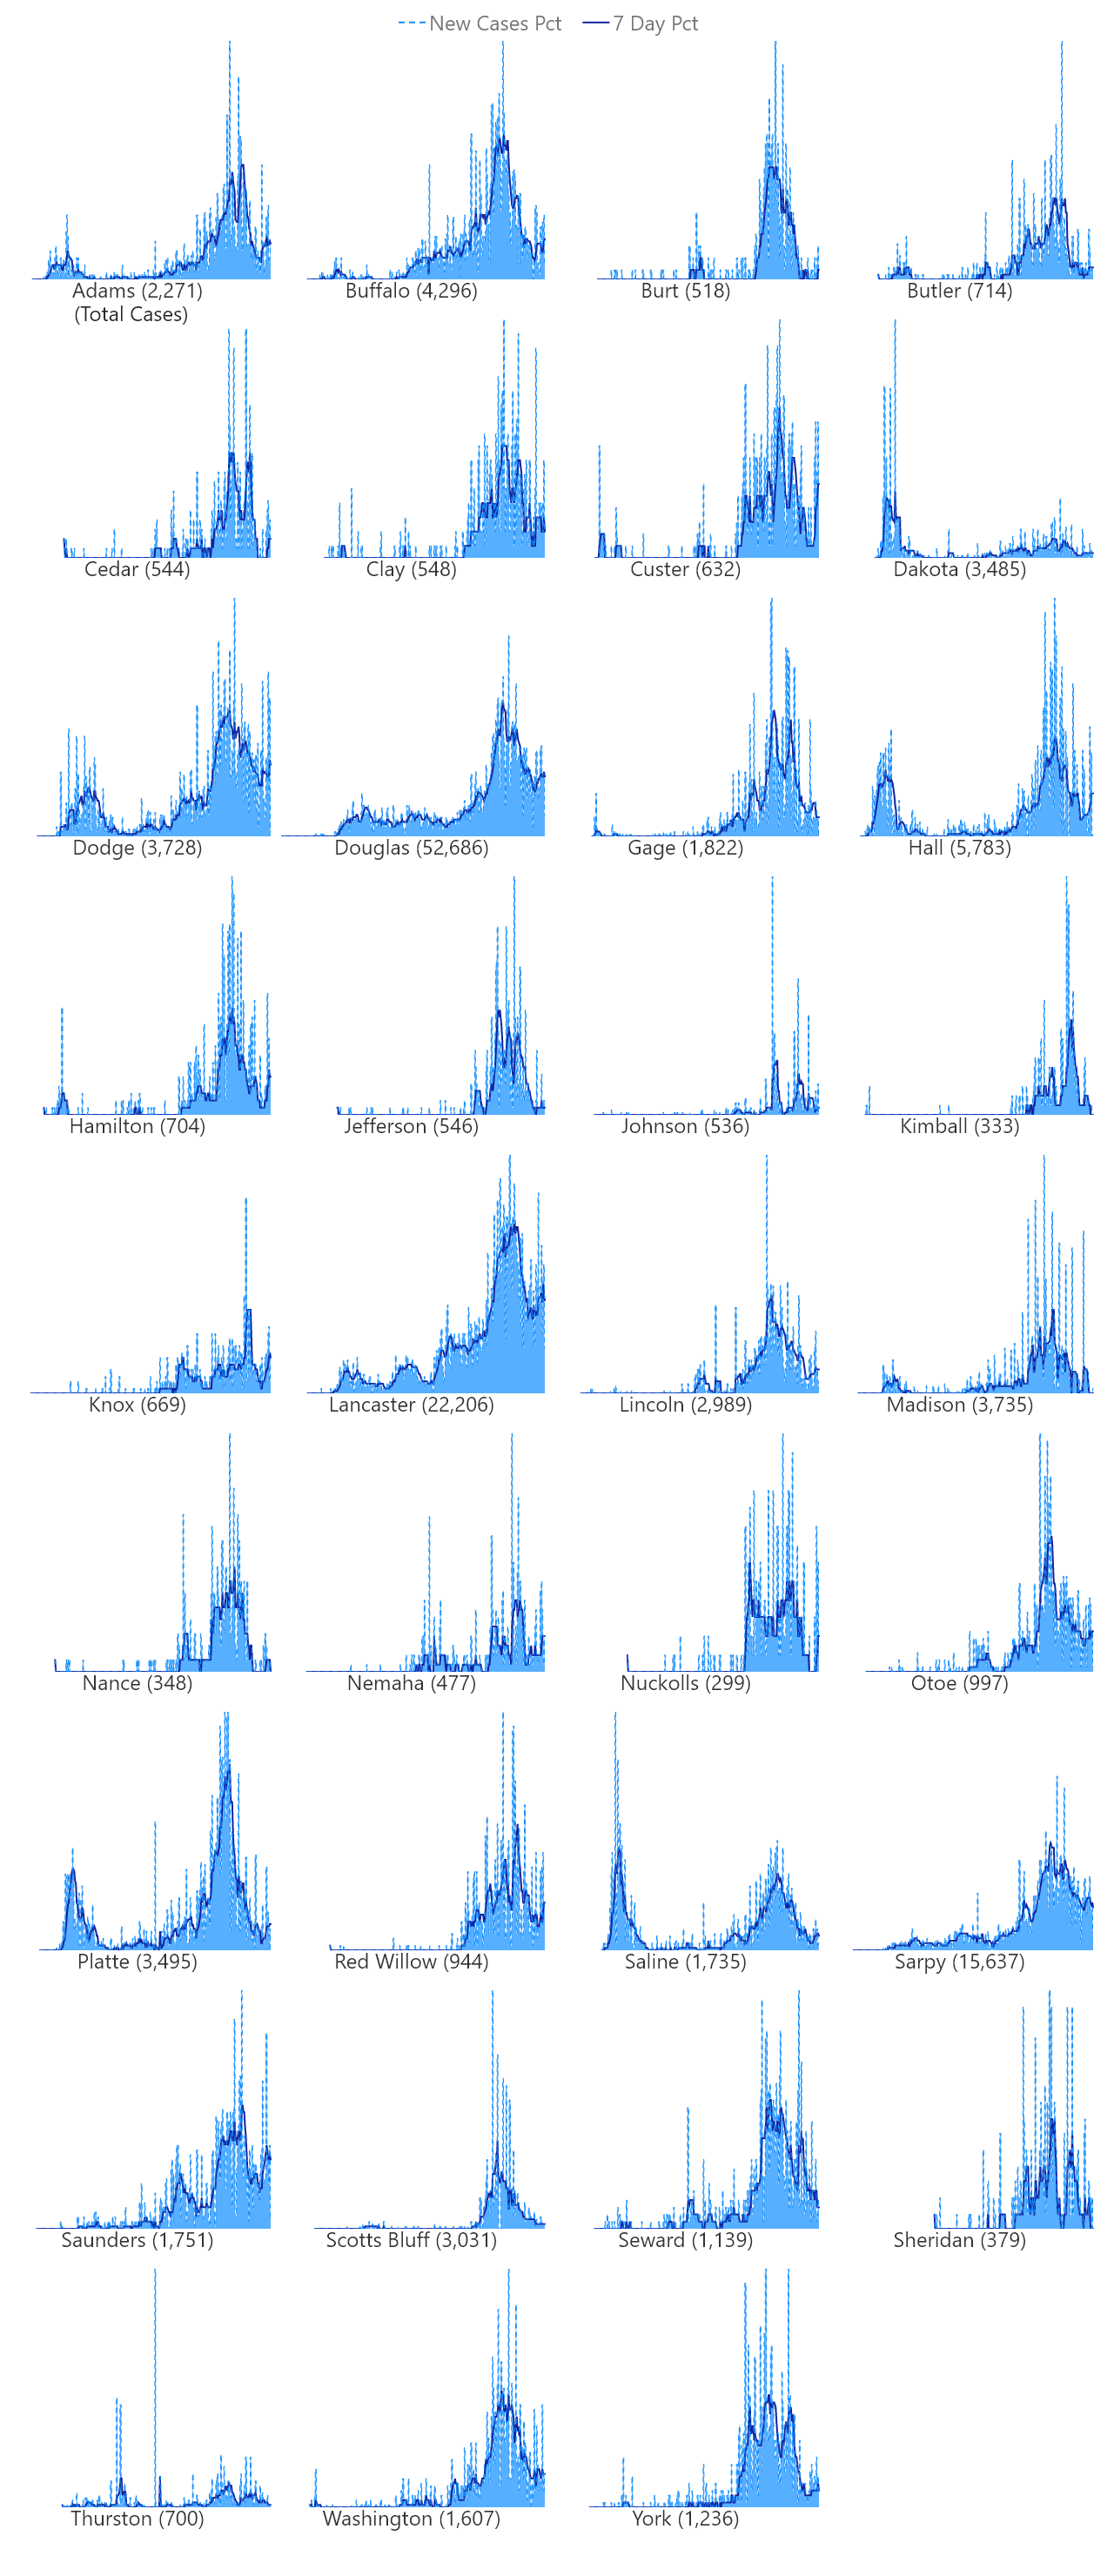 New Cases Pct 7 Day Pct
Adams (2,271) Buffalo (4,296) Burt (518) Butler (714)
(Total Cases)
Cedar (544) Clay (548) Custer (632) Dakota (3,485)
Dodge (3,728) Douglas (52,686) Gage (1,822) Hall (5,783)
Hamilton (704) Jefferson (546) Johnson (536) Kimball (333)
Knox (669) Lancaster (22,206) Lincoln (2,989) Madison (3,735)
Nance (348) Nemaha (477) Nuckolls (299) Otoe (997)
Platte (3,495) Red Willow (944) Saline (1,735) Sarpy (15,637)
Saunders (1,751) Scotts Bluff (3,031) Seward (1,139) Sheridan (379)
Thurston (700) Washington (1,607) York (1,236)